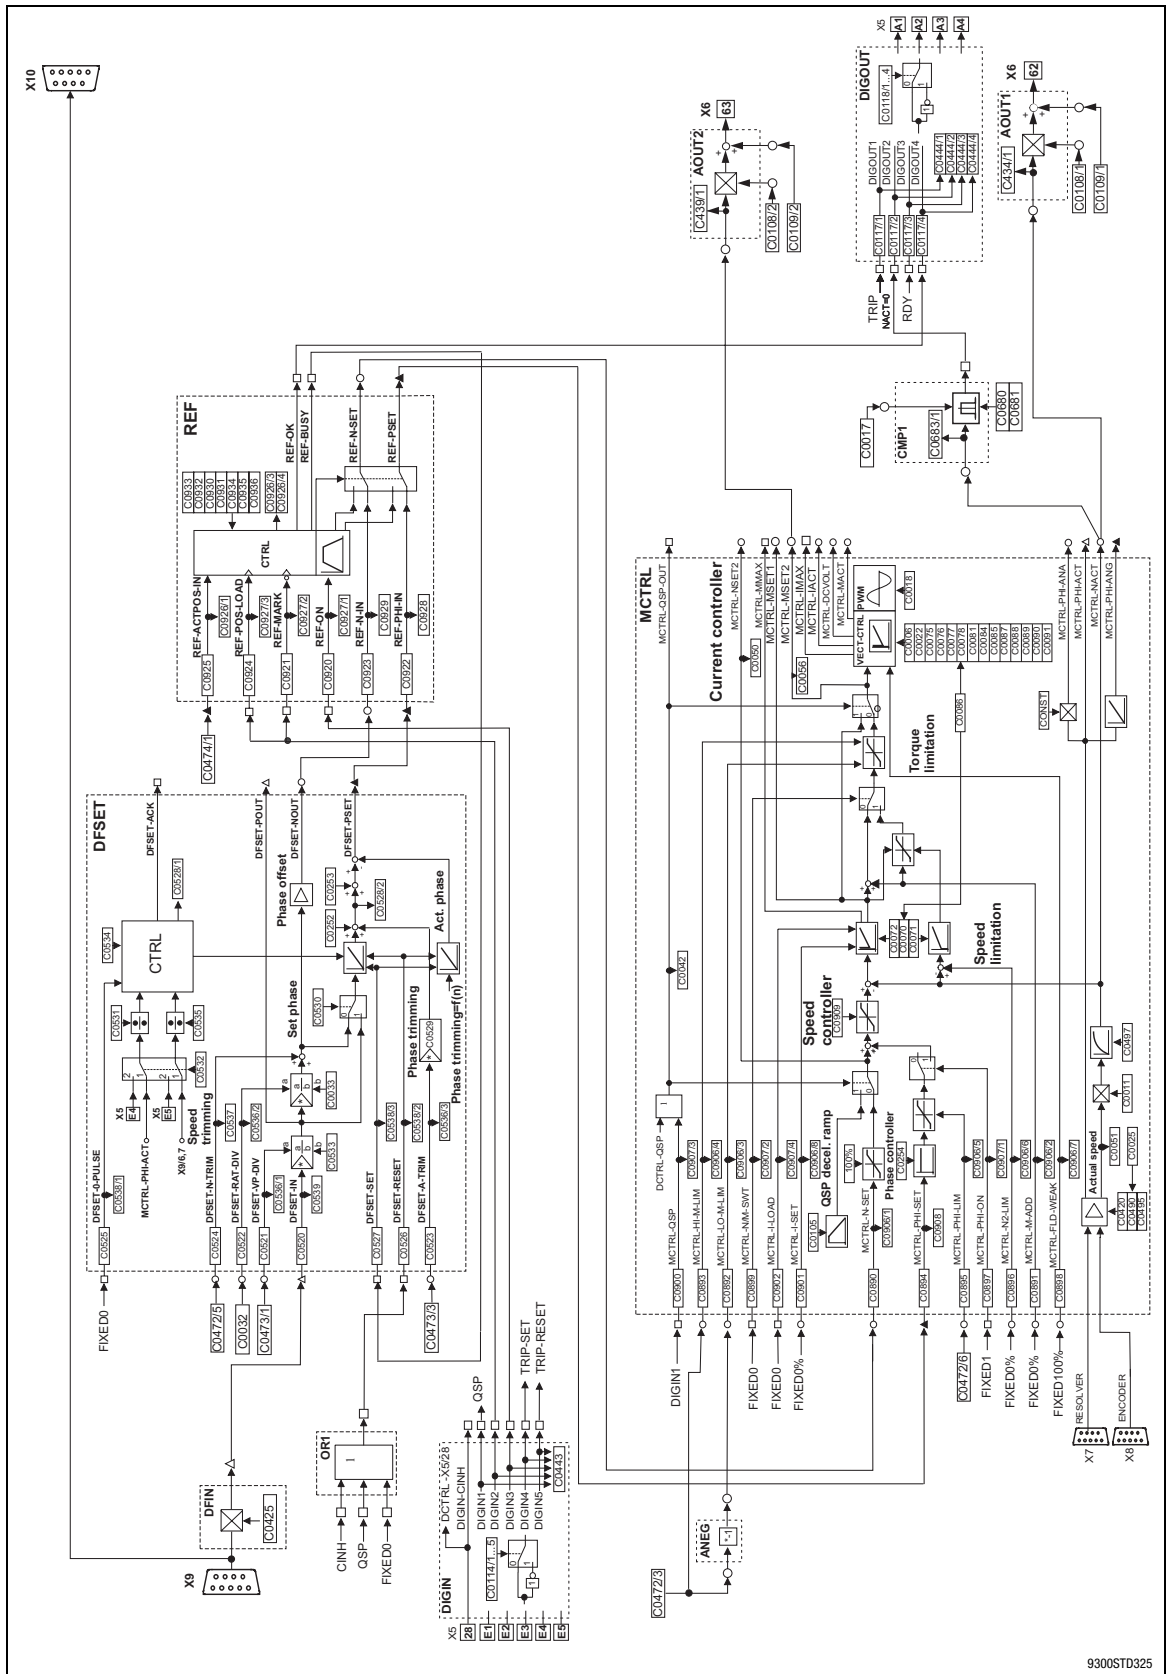 X10
X9
DFIN
C0425
DFSET
FIXED0
C0525
DFSET-0-PULSE
C0538/1
MCTRL-PHI-ACT
X5
E4
X5
E5
X9/6,7
2
1
2
1
C0531
C0535
C0532
C0534
CTRL
DFSET-ACK
C0528/1
Speed trimming
C0472/5
C0524
DFSET-N-TRIM
C0537
C0032
C0522
DFSET-RAT-DIV
C0536/2
C0473/1
C0521
DFSET-VP-DIV
C0536/1
C0520
DFSET-IN
C0539
C0533
C0033
a
b
a
b
Set phase
C0530
0
1
Phase offset
C0252
C0253
C0528/2
DFSET-POUT
DFSET-NOUT
DFSET-PSET
C0527
DFSET-SET
C0538/3
C0526
DFSET-RESET
C0538/2
C0473/3
C0523
DFSET-A-TRIM
C0536/3
Phase trimming
C0529
Phase trimming=f(n)
Act. phase
OR1
CINH
QSP
FIXED0
DIGIN
X5
28
E1
E2
E3
E4
E5
DCTRL -X5/28
DIGIN-CINH
C0114/1...5
0
1
1
DIGIN1
DIGIN2
DIGIN3
DIGIN4
DIGIN5
C0443
QSP
TRIP-SET
TRIP-RESET
REF
C0474/1
C0925
REF-ACTPOS-IN
C0926/1
C0924
REF-POS-LOAD
C0927/3
C0921
REF-MARK
C0927/2
C0920
REF-ON
C0927/1
C0923
REF-N-IN
C0929
C0922
REF-PHI-IN
C0928
CTRL
C0933
C0932
C0930
C0931
C0934
C0935
C0936
C0926/3
C0926/4
REF-OK
REF-BUSY
REF-N-SET
REF-PSET
AOUT2
C439/1
C0108/2
C0109/2
X6
63
DIGOUT
TRIP
NACT=0
RDY
C0117/1
C0117/2
C0117/3
C0117/4
DIGOUT1
DIGOUT2
DIGOUT3
DIGOUT4
C0444/1
C0444/2
C0444/3
C0444/4
C0118/1...4
0
1
1
X5
A1
A2
A3
A4
AOUT1
C434/1
C0108/1
C0109/1
X6
62
C0017
CMP1
C0683/1
C0680
C0681
ANEG
*-1
C0472/3
MCTRL
DIGIN1
C0900
MCTRL-QSP
C0907/3
DCTRL-QSP
C0042
MCTRL-QSP-OUT
C0893
MCTRL-HI-M-LIM
C0906/4
C0892
MCTRL-LO-M-LIM
C0906/3
FIXED0
C0899
MCTRL-N/M-SWT
C0907/2
FIXED0
C0902
MCTRL-I-LOAD
C0907/4
FIXED0%
C0901
MCTRL-I-SET
C0906/8
C0105
QSP decel. ramp
100%
C0890
MCTRL-N-SET
C0906/1
Phase controller
C0254
C0894
MCTRL-PHI-SET
C0908
C0472/6
C0895
MCTRL-PHI-LIM
C0906/5
FIXED1
C0897
MCTRL-PHI-ON
C0907/1
FIXED0%
C0896
MCTRL-N2-LIM
C0906/6
FIXED0%
C0891
MCTRL-M-ADD
C0906/2
FIXED100%
C0898
MCTRL-FLD-WEAK
C0906/7
Speed controller
C0909
C0072
C0070
C0071
Speed limitation
Torque limitation
Current controller
C0050
C0056
MCTRL-NSET2
MCTRL-MMAX
MCTRL-MSET1
MCTRL-MSET2
MCTRL-IMAX
MCTRL-IACT
MCTRL-DCVOLT
MCTRL-MACT
VECT-CTRL
PWM
C0018
C0006
C0022
C0075
C0076
C0077
C0078
C0081
C0084
C0085
C0087
C0088
C0089
C0090
C0091
C0086
CONST
MCTRL-PHI-ANA
MCTRL-PHI-ACT
MCTRL-NACT
MCTRL-PHI-ANG
Actual speed
C0051
C0011
C0497
C0025
C0420
C0490
C0495
RESOLVER
X7
ENCODER
X8
9300STD325